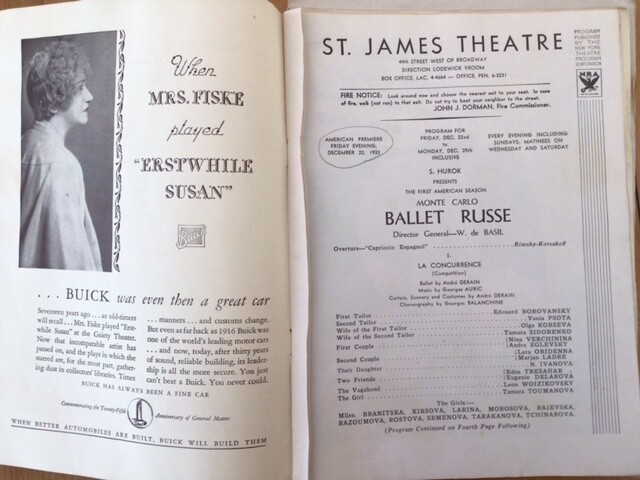 When
MRS. FISKE
played
"ERSTWHILE
SUSAN"
BUICK
. . . BUICK was even then a great car
Seventeen years ago ... as old-timers
will recall ... Mrs. Fiske played "Erst-
while Susan" at the Gaiety Theater.
Now that incomparable artist has
passed on, and the plays in which she
starred are, for the most part, gather-
ing dust in collectors' libraries. Times
... manners ... and customs change.
But even as far back as 1916 Buick was
one of the world's leading motor cars
... and now, today, after thirty years
of sound, reliable building, its leader-
ship is all the more secure. You just
can't beat a Buick. You never could.
BUICK HAS ALWAYS BEEN A FINE CAR
Commemorating the Twenty-Fifth Anniversary of General Motors
WHEN BETTER AUTOMOBILES ARE BUILT, BUICK WILL BUILD THEM
ST. JAMES THEATRE
44th STREET WEST OF BROADWAY
DIRECTION LODEWICK VROOM
BOX OFFICE, LAC. 4-4664 — OFFICE, PEN. 6-3531
PROGRAM
PUBLISHED
BY THE
NEW YORK
THEATRE
PROGRAM
CORPORATION
NRA
FIRE NOTICE: Look around now and choose the nearest exit to your seat. In case
of fire, walk (not run) to that exit. Do not try to beat your neighbor to the street.
JOHN J. DORMAN, Fire Commissioner.
AMERICAN PREMIERE
FRIDAY EVENING,
DECEMBER 22, 1933
PROGRAM FOR
FRIDAY, DEC. 22nd
to
MONDAY, DEC. 25th
INCLUSIVE
EVERY EVENING INCLUDING
SUNDAYS; MATINEES ON
WEDNESDAY AND SATURDAY
S. HUROK
PRESENTS
THE FIRST AMERICAN SEASON
MONTE CARLO
BALLET RUSSE
Director General—W. de BASIL
Overture—"Capriccio Espagnol" Rimsky-Korsakoff
1.
LA CONCURRENCE
(Competition)
Ballet by André DERAIN
Music by Georges AURIC
Curtain, Scenery and Costumes by André DERAIN
Choreography by Georges BALANCHINE
First Tailor Edouard BOROVANSKY
Second Tailor Vania PSOTA
Wife of the First Tailor Olga KORSEVA
Wife of the Second Tailor Tamara SIDORENKO
First Couple Nina VERCHININA
Andre EGLEVSKY
Second Couple Lara OBIDENNA
Marjan LADRE
Their Daughter N. IVANOVA
Two Friends Edna TRESAHAR
Eugenia DELAROVA
The Vagabond Leon WOIZIKOVSKY
The Girl Tamara TOUMANOVA
The Girls:—
Mlles. BRANITSKA, KIRSOVA, LARINA, MOROSOVA, BAIEVSKA,
RAZOUMOVA, ROSTOVA, SEMENOVA, TARAKANOVA, TCHINAROVA.
(Program Continued on Fourth Page Following)